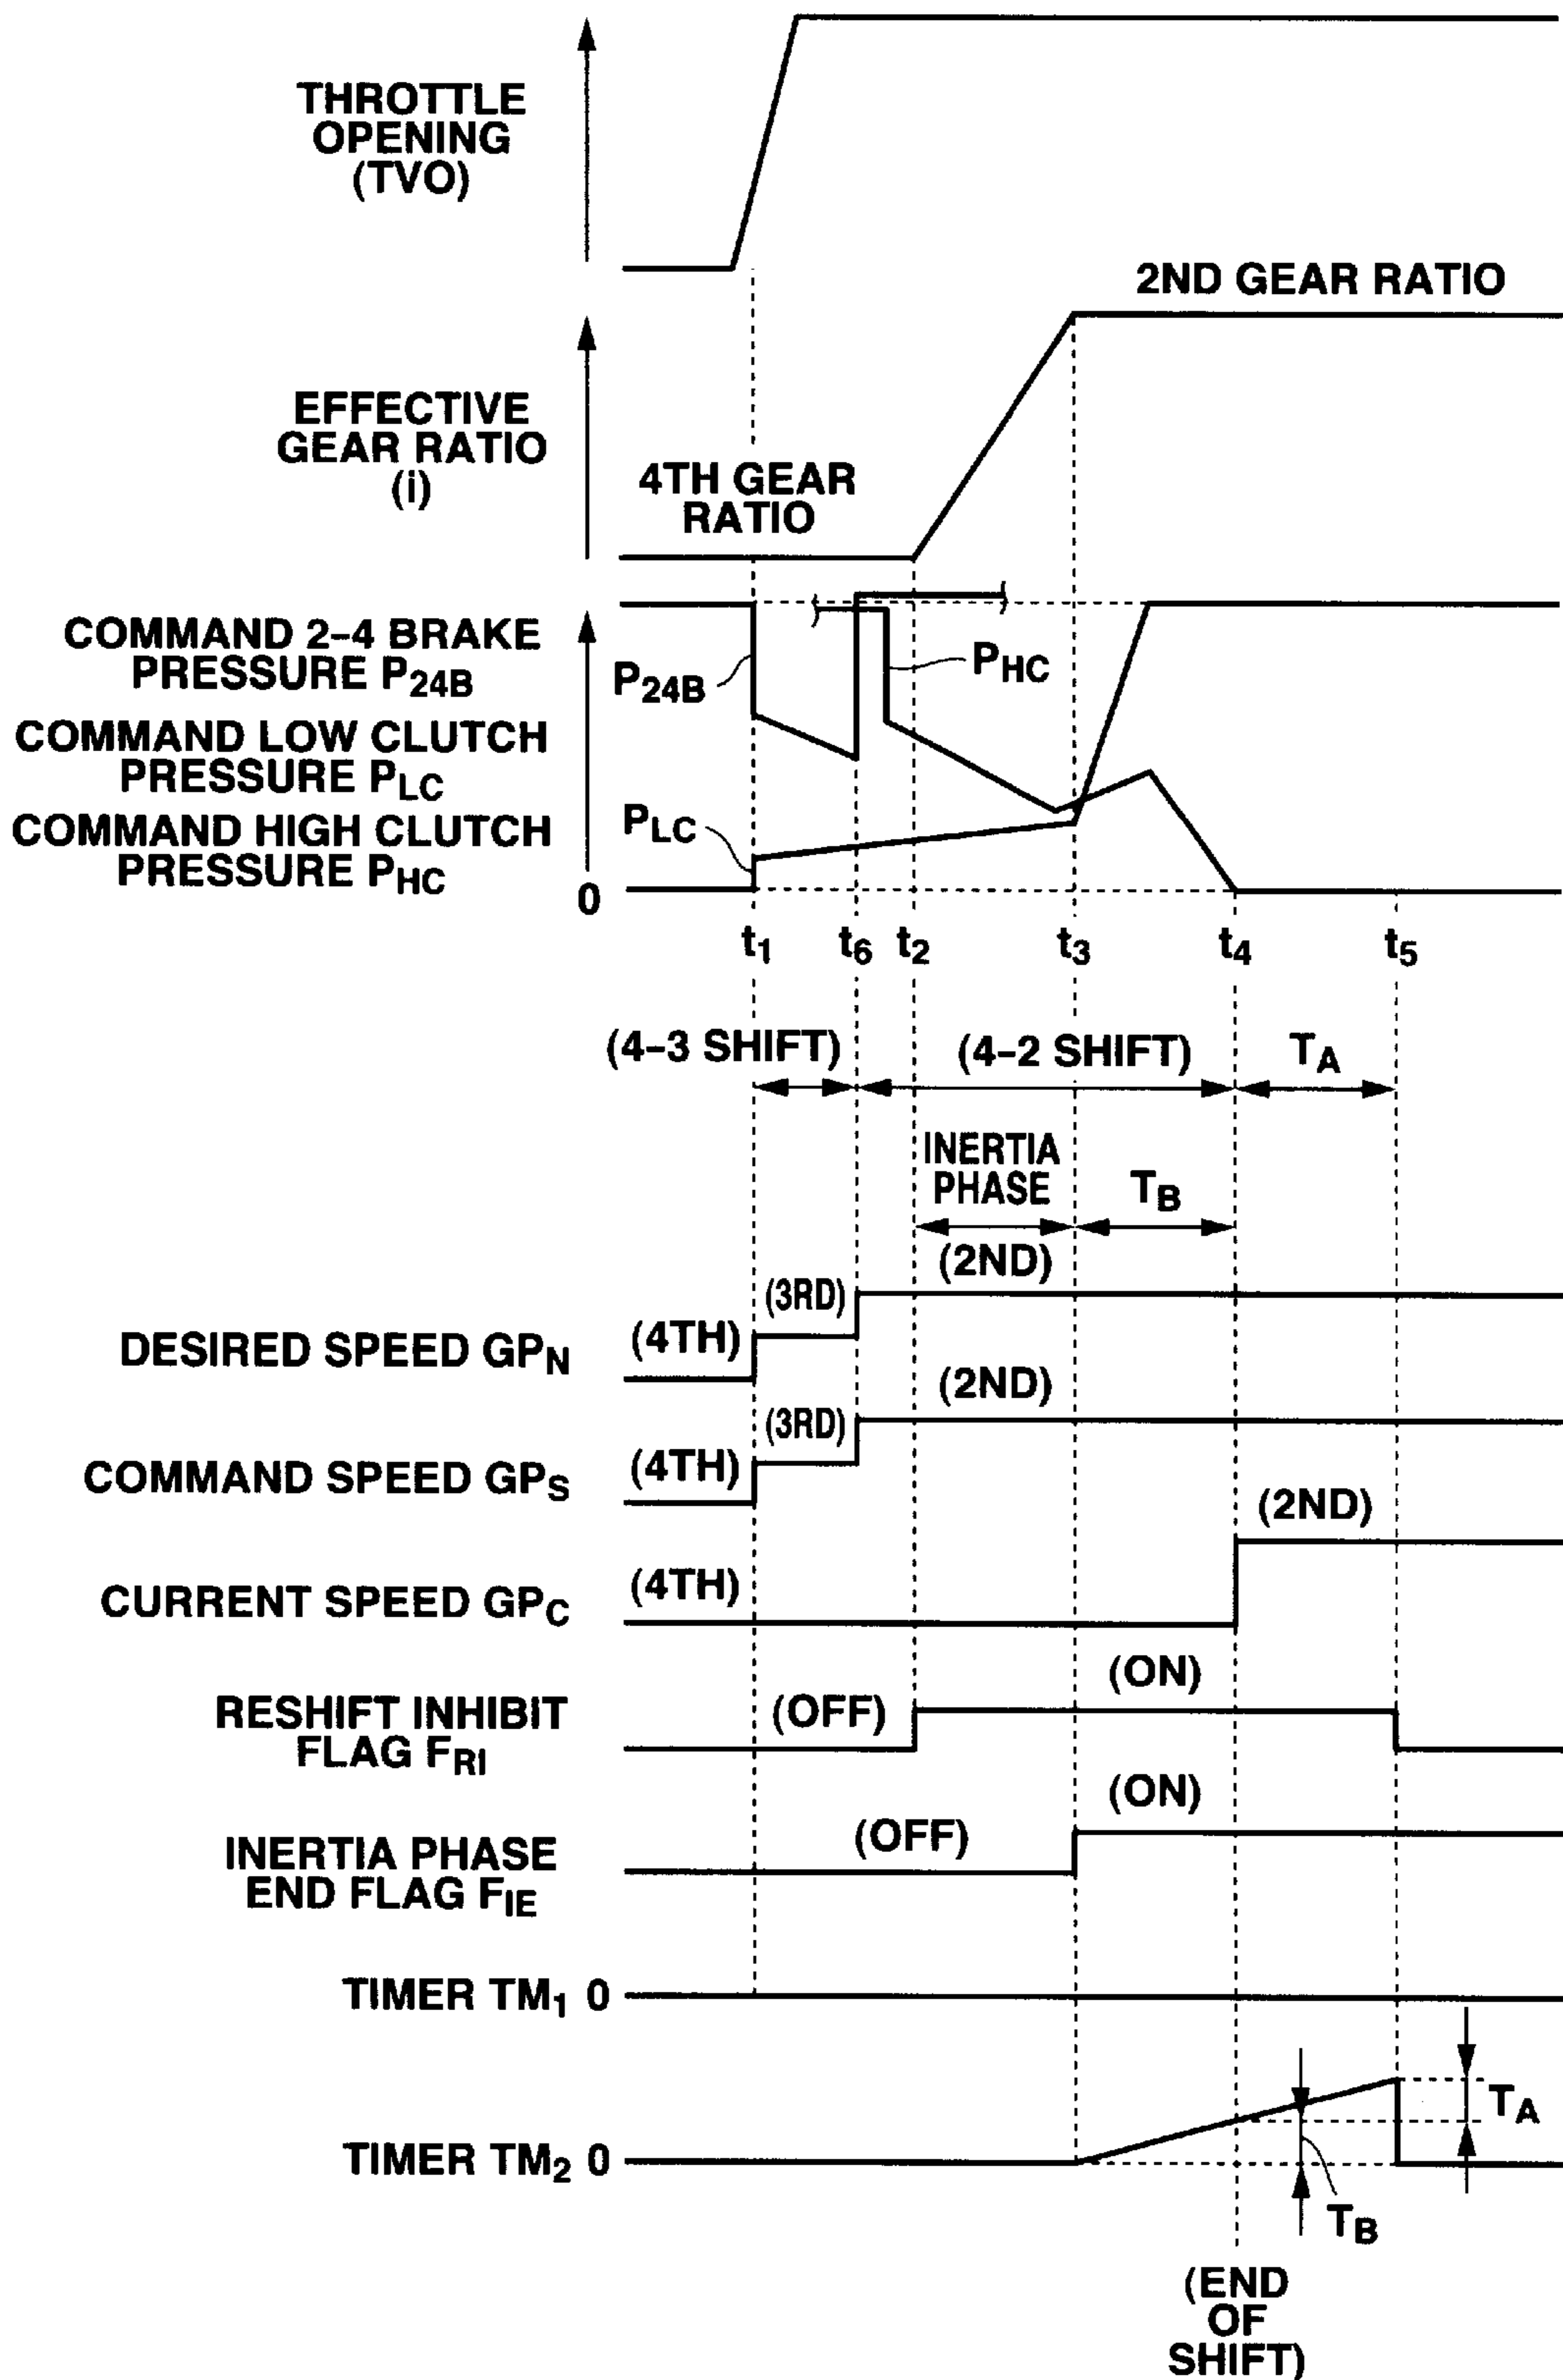 THROTTLE
OPENING
(TVO)
2ND GEAR RATIO
EFFECTIVE
GEAR RATIO
(i)
4TH GEAR
RATIO
COMMAND 2-4 BRAKE
PRESSURE P24B
P24B
PHC
COMMAND LOW CLUTCH
PRESSURE PLC
PLC
COMMAND HIGH CLUTCH
PRESSURE PHC
0
t1 t6 t2 t3 t4 t5
(4-3 SHIFT) (4-2 SHIFT) TA
INERTIA
PHASE
TB
(2ND)
(3RD)
DESIRED SPEED GPN (4TH)
(2ND)
(3RD)
COMMAND SPEED GPS (4TH)
(2ND)
CURRENT SPEED GPC (4TH)
(ON)
RESHIFT INHIBIT
FLAG FRI
(OFF)
(ON)
INERTIA PHASE
END FLAG FIE
(OFF)
TIMER TM1 0
TA
TIMER TM2 0
TB
(END
OF
SHIFT)